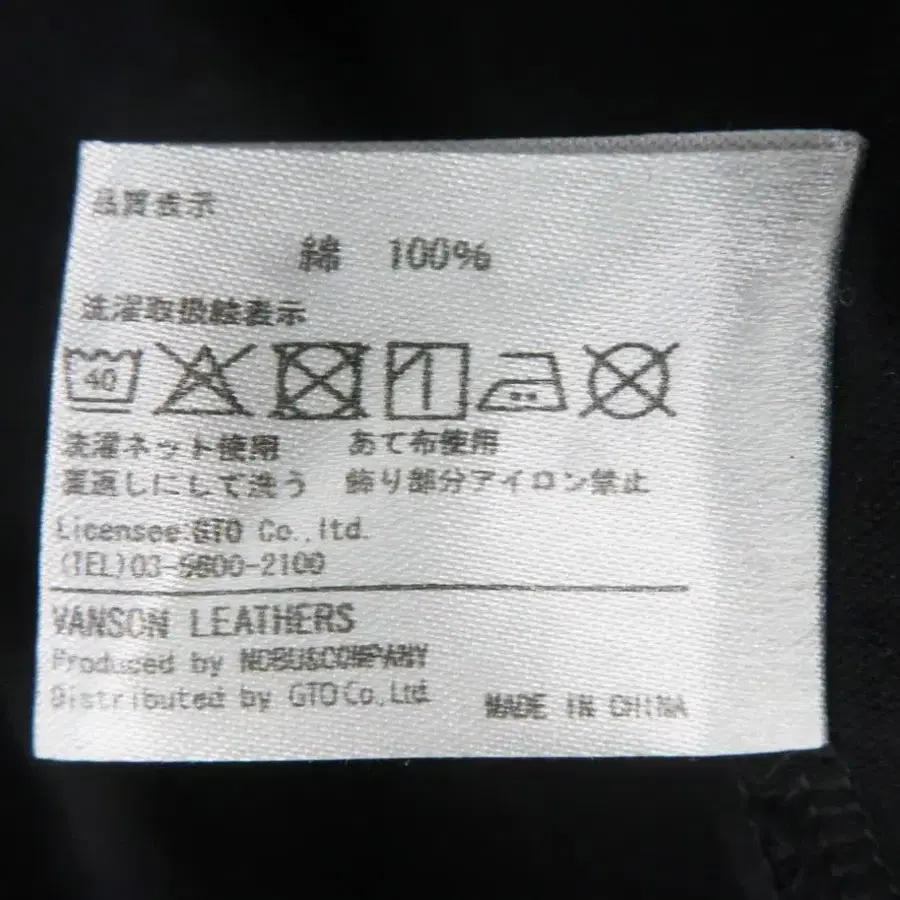 品質表示
綿 100%
洗濯取扱絵表示
40
洗濯ネット使用 あて布使用
裏返しにして洗う 飾り部分アイロン禁止
Licensee GTO Co.,ltd.
(TEL)03-5600-2100
VANSON LEATHERS
Produced by NOBU&COMPANY
Distributed by GTO Co.,Ltd.
MADE IN CHINA